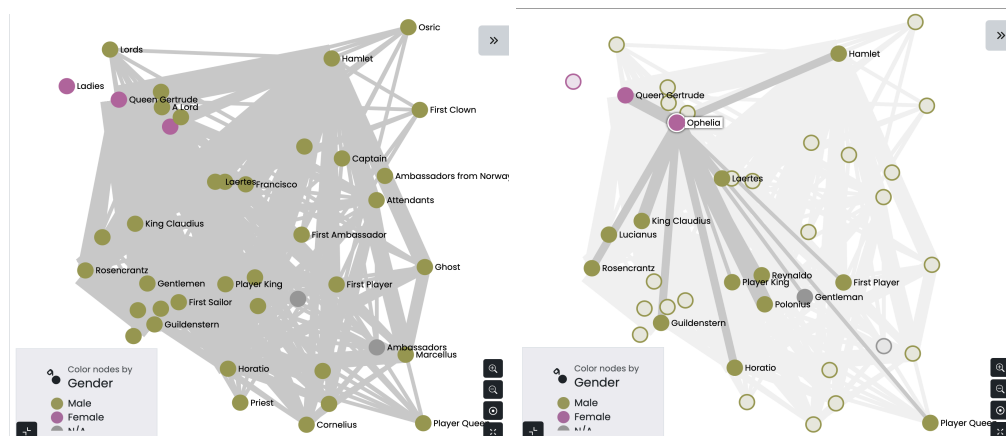 Osric
Lords
Hamlet
»
Ladies
Queen Gertrude
A Lord
First Clown
Captain
Laertes
Francisco
Ambassadors from Norway
Attendants
King Claudius
First Ambassador
Ghost
Rosencrantz
Gentlemen
Player King
First Player
First Sailor
Guildenstern
Ambassadors
Marcellus
Horatio
Priest
Cornelius
Player Queen
Color nodes by
Gender
Male
Female
N/A
Hamlet
»
Queen Gertrude
Ophelia
Laertes
King Claudius
Lucianus
Rosencrantz
Reynaldo
Player King
First Player
Gentleman
Polonius
Guildenstern
Horatio
Player Queen
Color nodes by
Gender
Male
Female
N/A